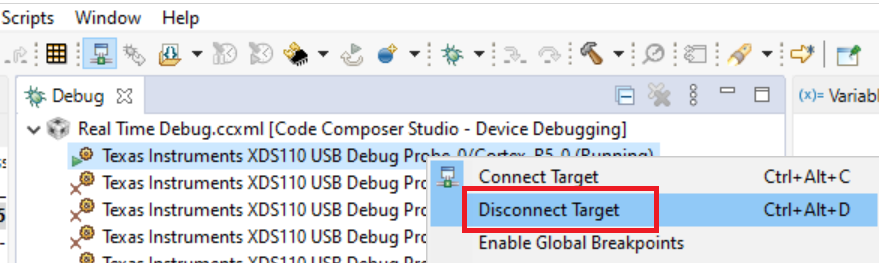 Scripts Window Help
Debug
(x)= Variabl
Real Time Debug.ccxml [Code Composer Studio - Device Debugging]
Texas Instruments XDS110 USB Debug Probe_0/Cortex_R5_0 (Running)
Connect Target Ctrl+Alt+C
Texas Instruments XDS110 USB Debug Pro
Disconnect Target Ctrl+Alt+D
Texas Instruments XDS110 USB Debug Pro
Enable Global Breakpoints
Texas Instruments XDS110 USB Debug Pro
Texas Instruments XDS110 USB Debug Pro